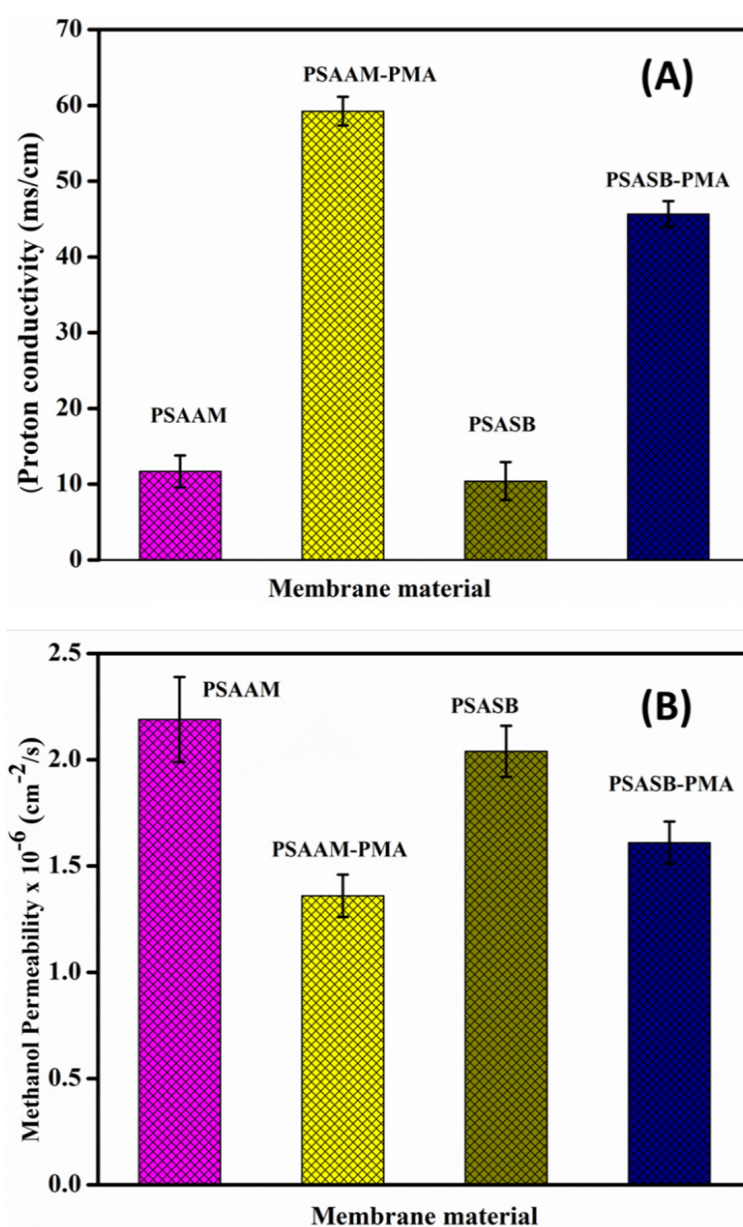 (A)
(Proton conductivity (ms/cm)
70
60
50
40
30
20
10
0
PSAAM
PSAAM-PMA
PSASB
PSASB-PMA
Membrane material
(B)
Methanol Permeability x 10⁻⁶ (cm⁻²/s)
2.5
2.0
1.5
1.0
0.5
0.0
PSAAM
PSAAM-PMA
PSASB
PSASB-PMA
Membrane material